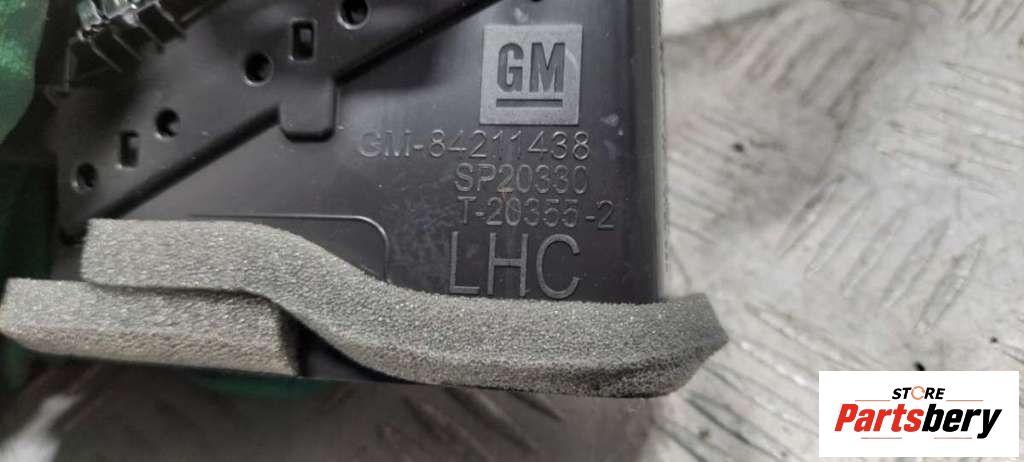 GM
GM-84211438
SP20330
T-20355-2
LHC
STORE
Partsbery